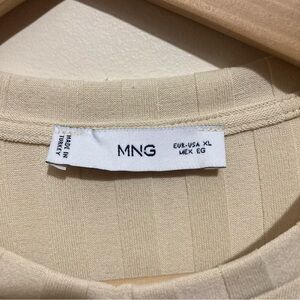 MADE IN
TURKEY
MNG
EUR-USA XL
MEX EG